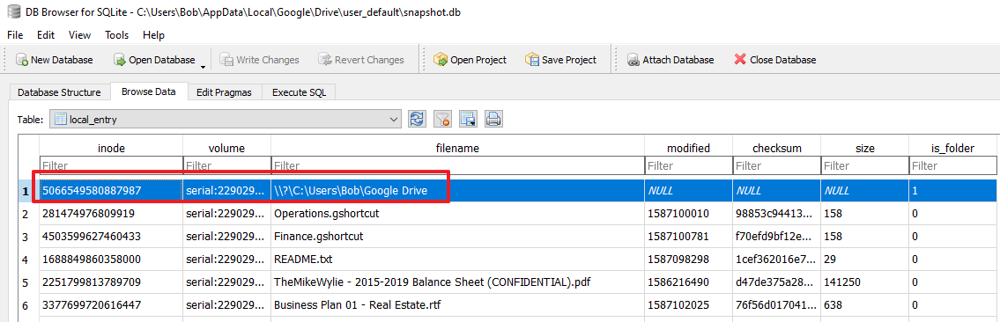 DB Browser for SQLite - C:\Users\Bob\AppData\Local\Google\Drive\user_default\snapshot.db
File Edit View Tools Help
New Database Open Database Write Changes Revert Changes Open Project Save Project Attach Database Close Database
Database Structure Browse Data Edit Pragmas Execute SQL
Table: local_entry
inode volume filename modified checksum size is_folder
Filter Filter Filter Filter Filter Filter Filter
1 5066549580887987 serial:229029... \\?\C:\Users\Bob\Google Drive NULL NULL NULL 1
2 281474976809919 serial:229029... Operations.gshortcut 1587100010 98853c94413... 158 0
3 4503599627460433 serial:229029... Finance.gshortcut 1587100781 f70efd9bf12e... 158 0
4 1688849860358000 serial:229029... README.txt 1587098298 1cef362016e7... 29 0
5 2251799813789709 serial:229029... TheMikeWylie - 2015-2019 Balance Sheet (CONFIDENTIAL).pdf 1586216490 d47de375a28... 141250 0
6 3377699720616447 serial:229029... Business Plan 01 - Real Estate.rtf 1587102025 76f56d017041... 638 0